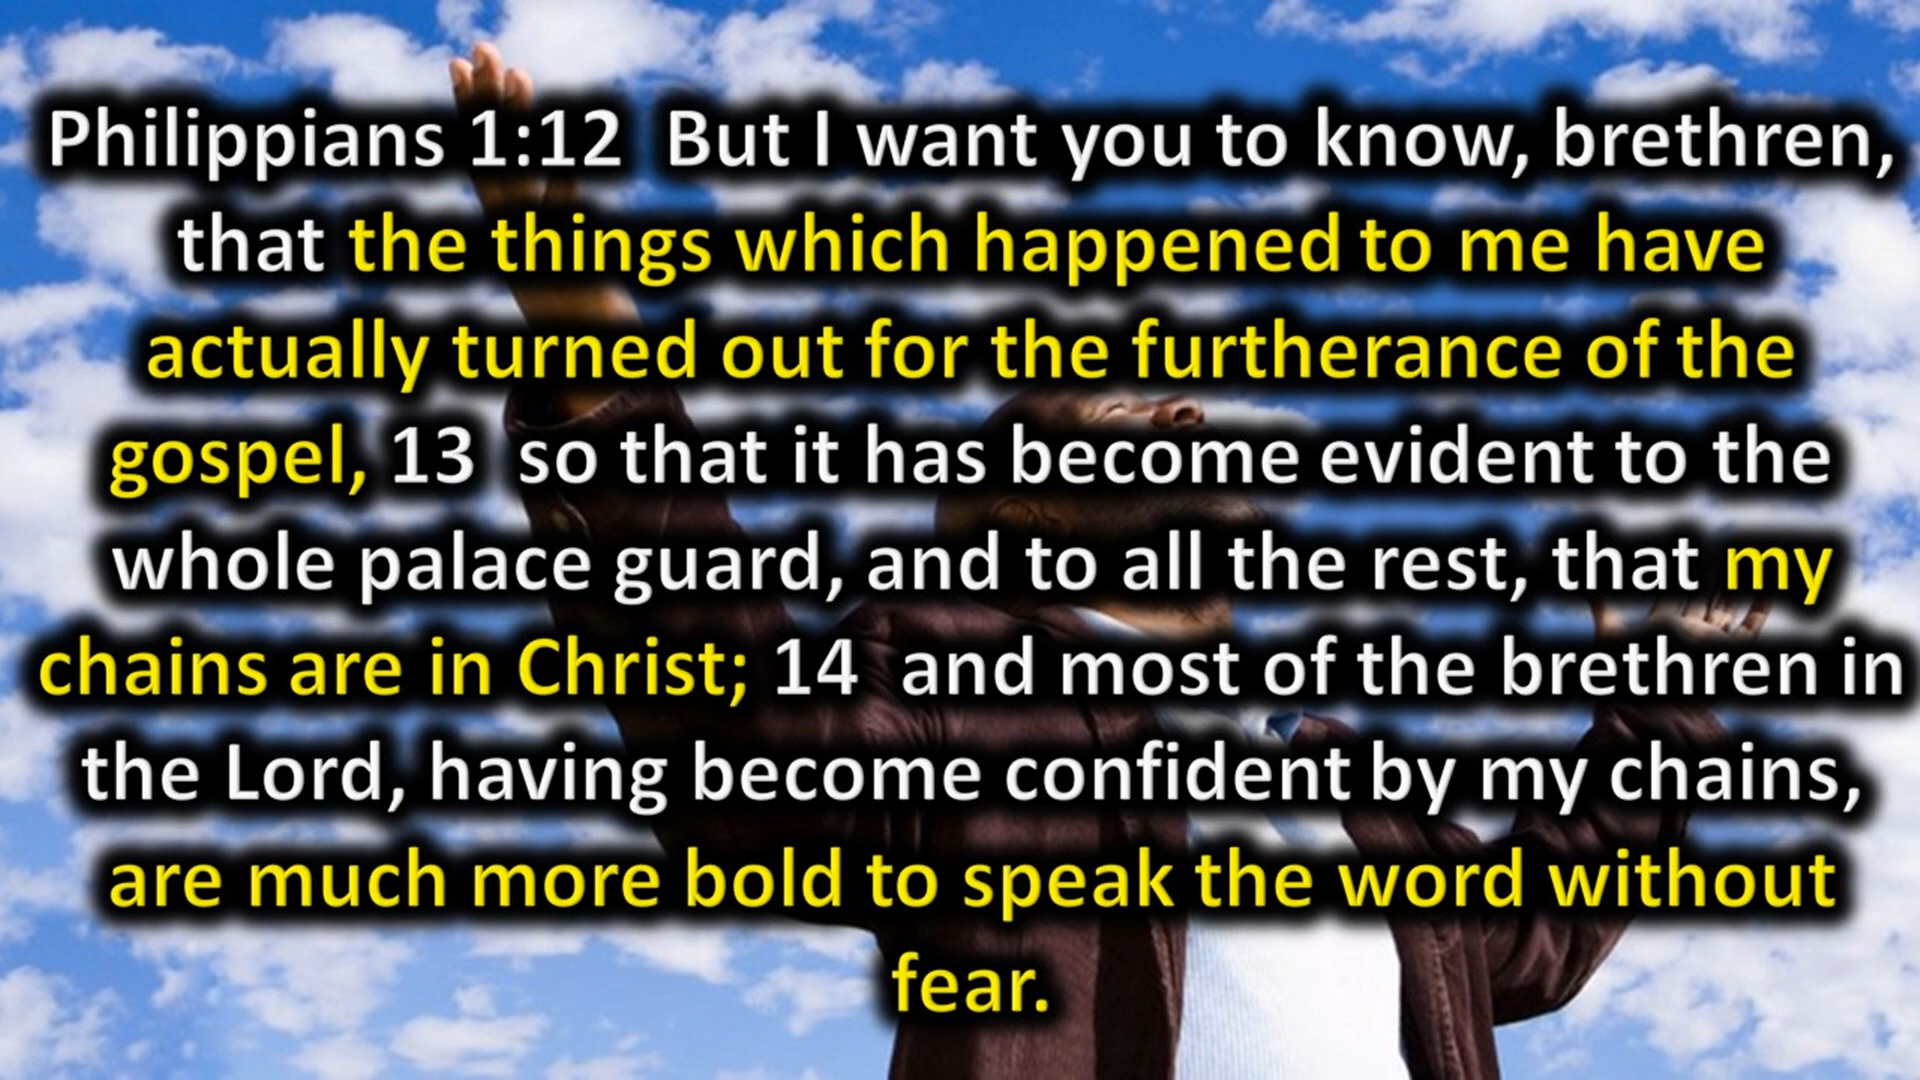 Philippians 1:12  But I want you to know, brethren,
that the things which happened to me have
actually turned out for the furtherance of the
gospel, 13  so that it has become evident to the
whole palace guard, and to all the rest, that my
chains are in Christ; 14  and most of the brethren in
the Lord, having become confident by my chains,
are much more bold to speak the word without
fear.